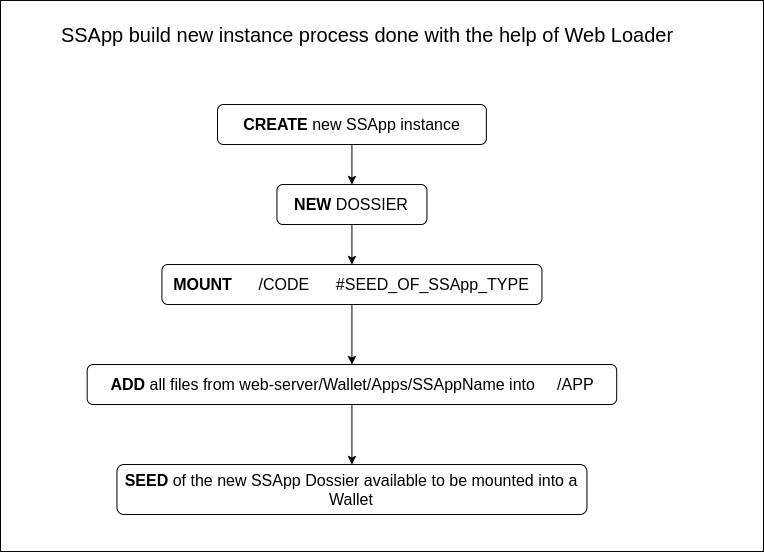 SSApp build new instance process done with the help of Web Loader
CREATE new SSApp instance
NEW DOSSIER
MOUNT /CODE #SEED_OF_SSApp_TYPE
ADD all files from web-server/Wallet/Apps/SSAppName into /APP
SEED of the new SSApp Dossier available to be mounted into a
Wallet